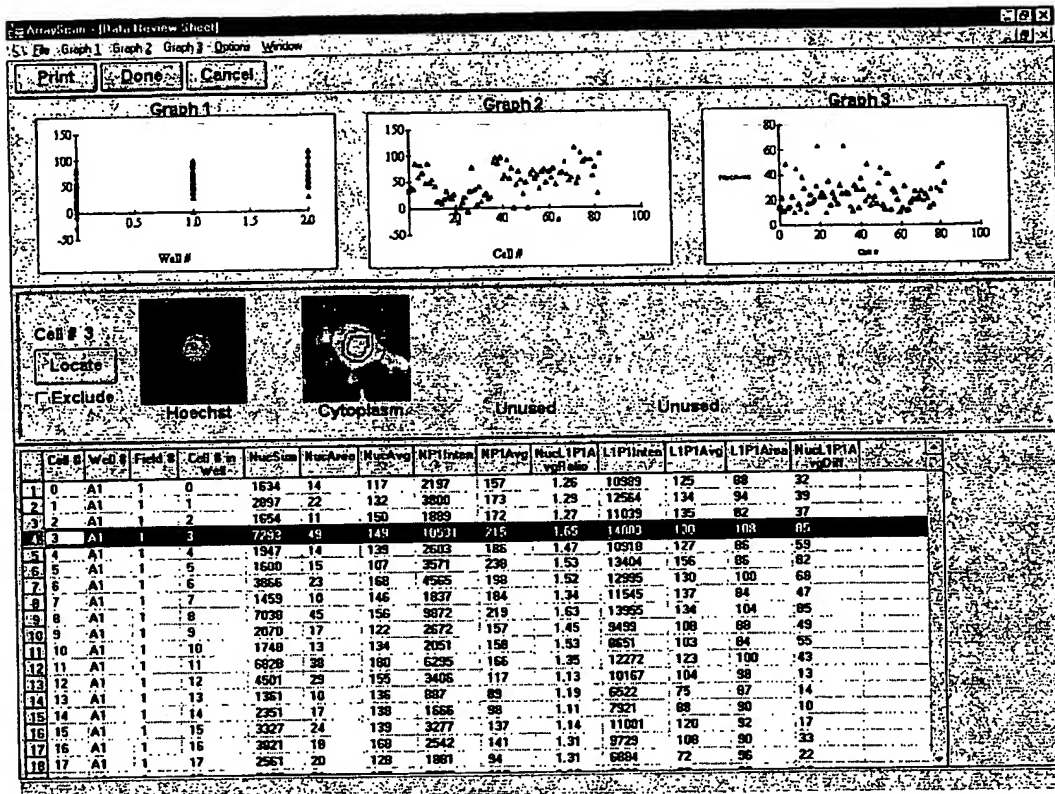 ArrayScan - [Data Review Sheet]
File Graph 1 Graph 2 Graph 3 Options Window
Print Done Cancel
Graph 1
Graph 2
Graph 3
150
100
50
0
-50
0.5 1.0 1.5 2.0
Well #
150
100
50
0
-50
20 40 60 80 100
Cell #
80
60
40
20
0
0 20 40 60 80 100
Cell #
Cell # 3
Locate
Exclude
Hoechst
Cytoplasm
Unused
Unused
Cell # Well # Field # Cell # in Well NucSum NucArea NucAvg NP1Inten NP1Avg NucL1P1AvgRatio L1P1Inten L1P1Avg L1P1Area NucL1P1AvgDiff
1 0 A1 1 0 1634 14 117 2197 157 1.26 10989 125 88 32
2 1 A1 1 1 2897 22 132 3800 173 1.29 12564 134 94 39
3 2 A1 1 2 1654 11 150 1889 172 1.27 11039 135 82 37
4 3 A1 1 3 7293 49 149 10531 215 1.65 130 108 85
5 4 A1 1 4 1947 14 139 2603 186 1.47 10918 127 86 59
6 5 A1 1 5 1600 15 107 3571 238 1.53 13404 156 86 82
7 6 A1 1 6 3866 23 168 4565 198 1.52 12995 130 100 68
8 7 A1 1 7 1459 10 146 1837 184 1.34 11545 137 84 47
9 8 A1 1 8 7038 45 156 9872 219 1.63 13955 134 104 85
10 9 A1 1 9 2070 17 122 2672 157 1.45 9499 108 88 49
11 10 A1 1 10 1748 13 134 2051 158 1.53 8651 103 84 55
12 11 A1 1 11 6828 38 180 6295 166 1.35 12272 123 100 43
13 12 A1 1 12 4501 29 155 3406 117 1.13 10167 104 98 13
14 13 A1 1 13 1361 10 136 887 89 1.19 6522 75 87 14
15 14 A1 1 14 2351 17 138 1666 98 1.11 7921 88 90 10
16 15 A1 1 15 3327 24 139 3277 137 1.14 11001 120 92 17
17 16 A1 1 16 18 168 2542 141 1.31 9729 108 90 33
18 17 A1 1 17 2561 20 128 1881 94 1.31 6884 72 96 22